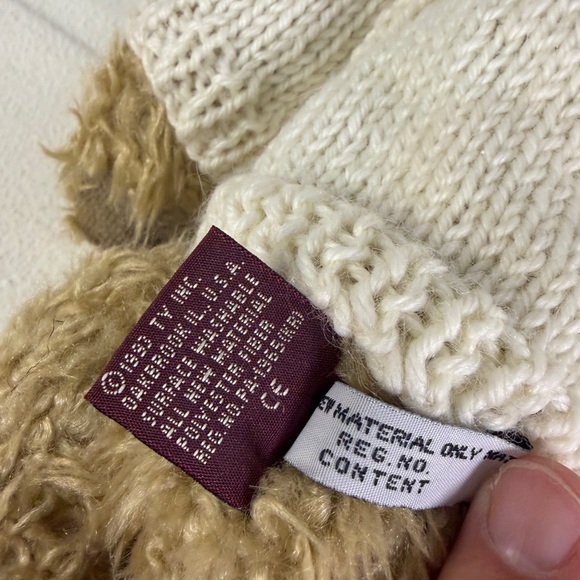 © 1993 TY INC.
OAKBROOK IL. U.S.A.
SURFACE WASHABLE
ALL NEW MATERIAL
POLYESTER FIBER
REG. NO PA.
CE
MATERIAL ONLY
REG. NO.
CONTENT